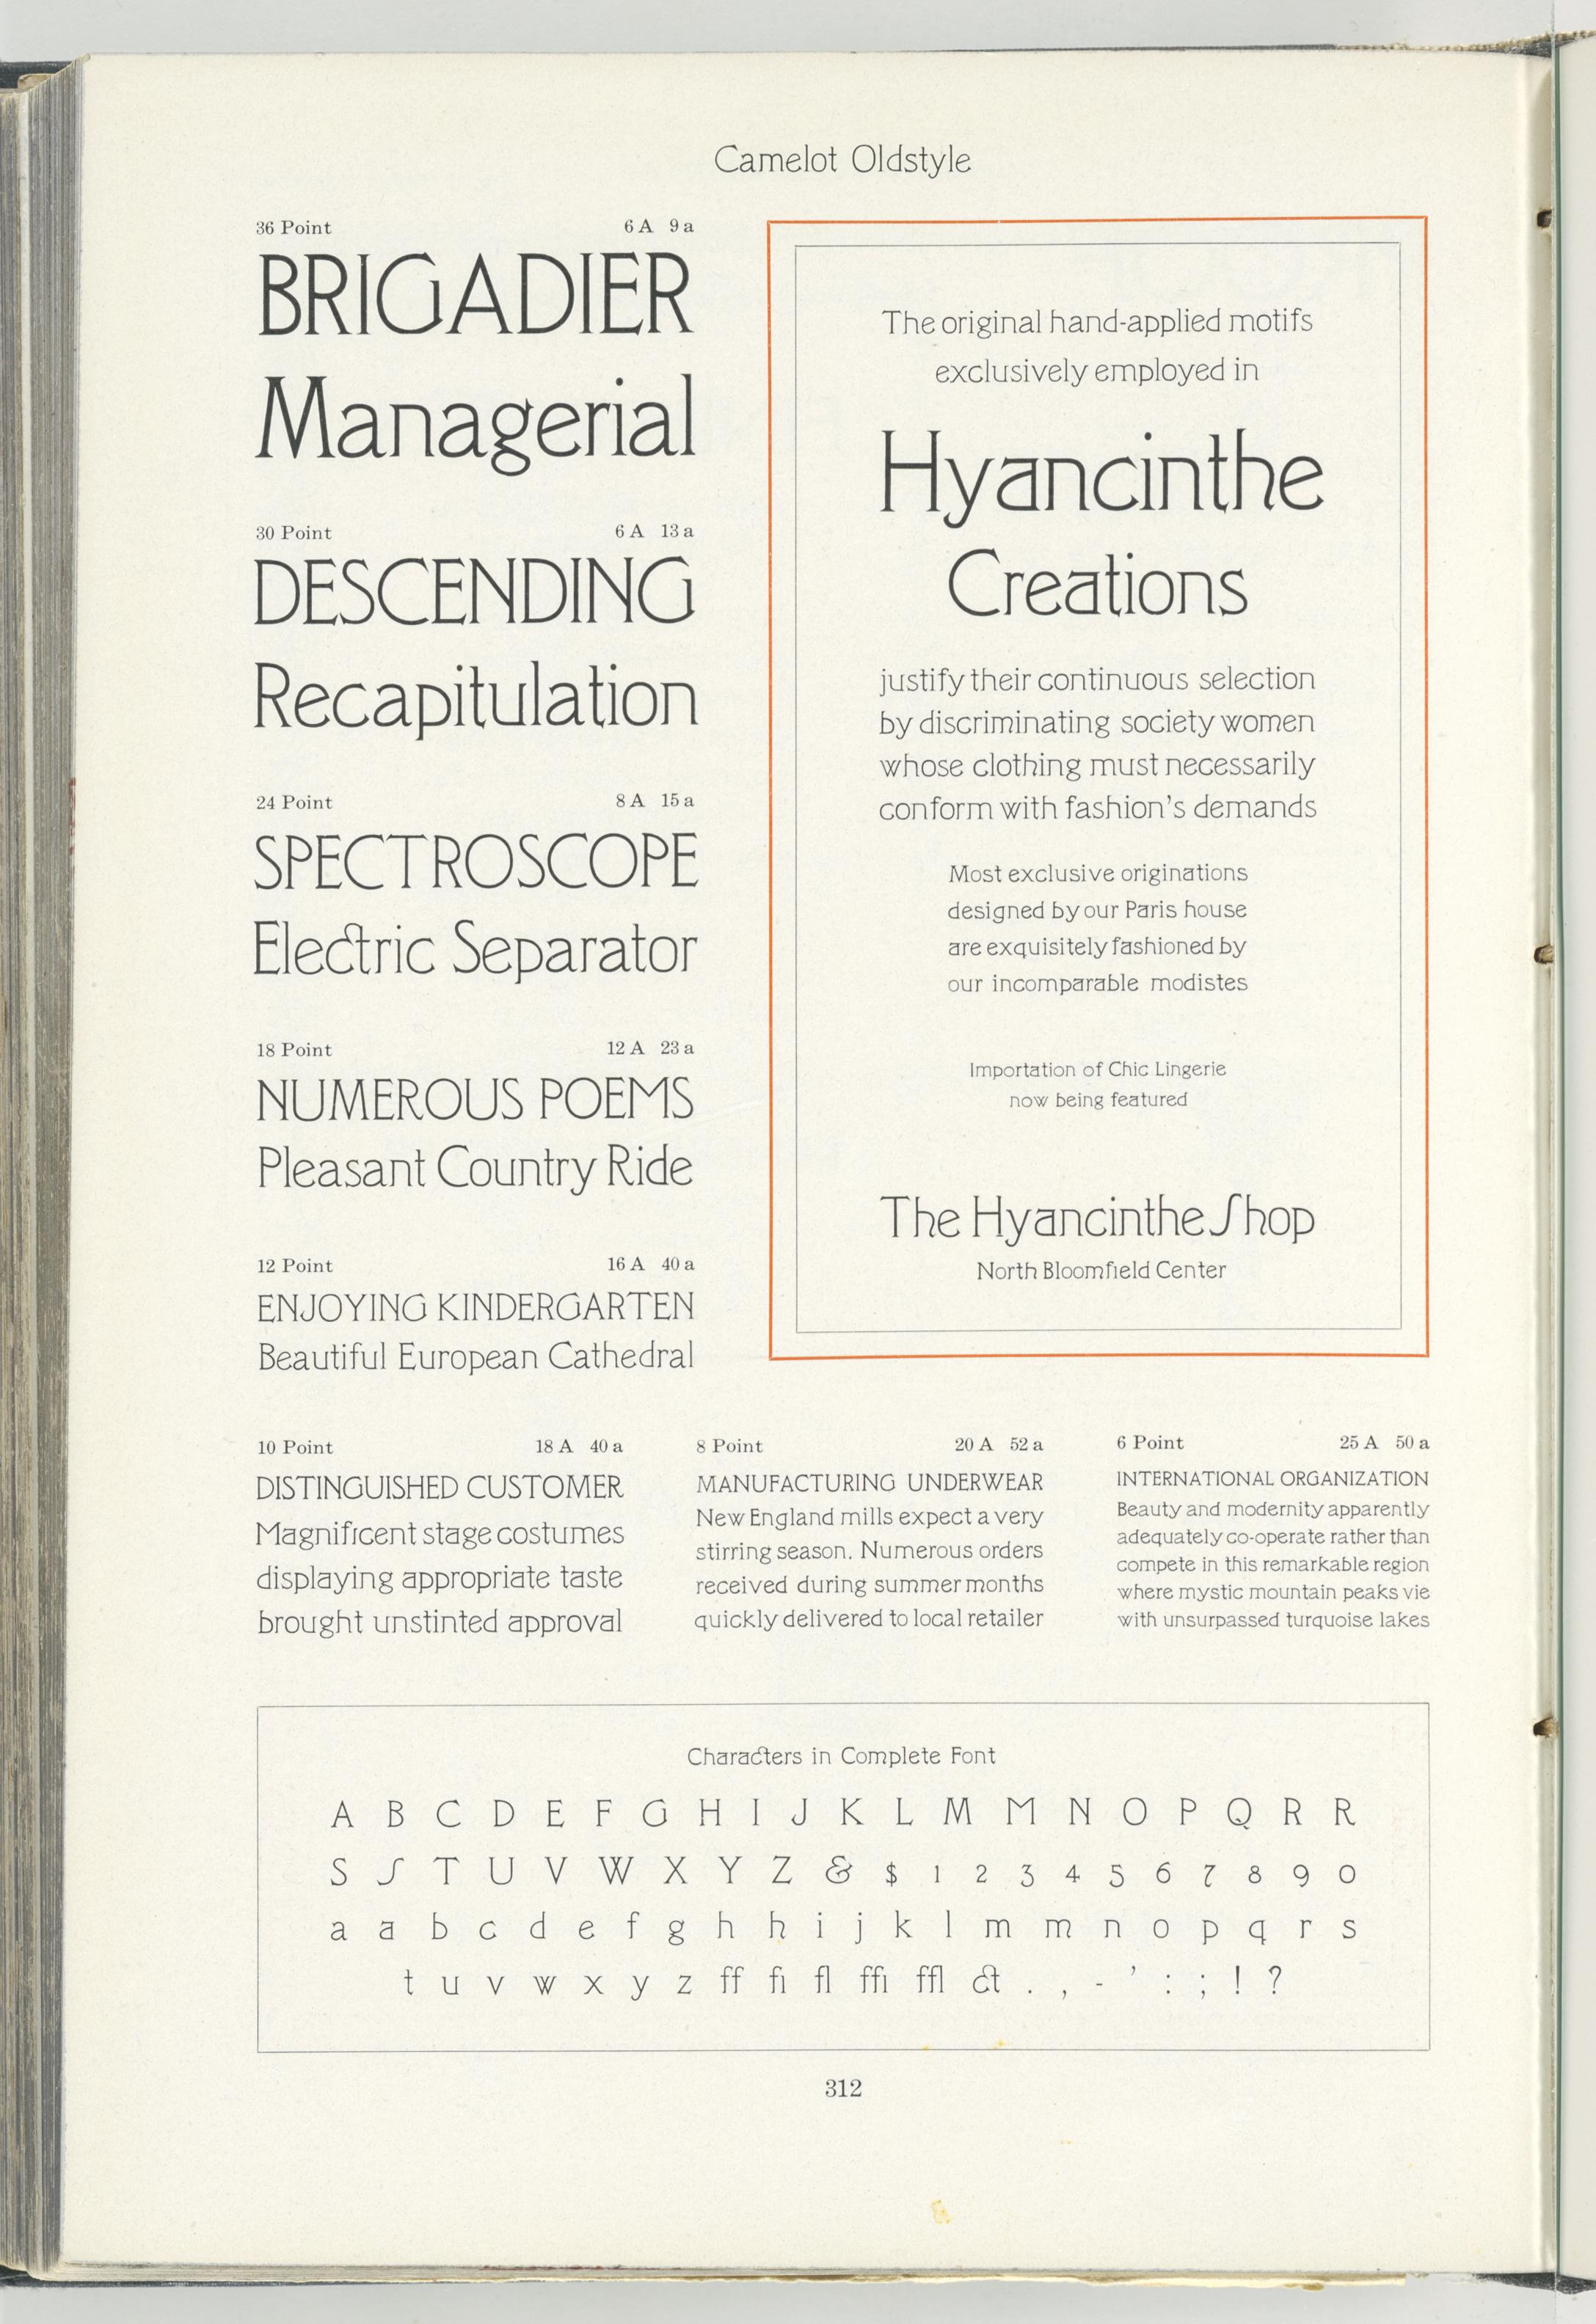 Camelot Oldstyle
36 Point 6 A 9 a
BRIGADIER
Managerial
30 Point 6 A 13 a
DESCENDING
Recapitulation
24 Point 8 A 15 a
SPECTROSCOPE
Electric Separator
18 Point 12 A 23 a
NUMEROUS POEMS
Pleasant Country Ride
12 Point 16 A 40 a
ENJOYING KINDERGARTEN
Beautiful European Cathedral
The original hand-applied motifs
exclusively employed in
Hyancinthe
Creations
justify their continuous selection
by discriminating society women
whose clothing must necessarily
conform with fashion's demands
Most exclusive originations
designed by our Paris house
are exquisitely fashioned by
our incomparable modistes
Importation of Chic Lingerie
now being featured
The Hyancinthe Shop
North Bloomfield Center
10 Point 18 A 40 a
DISTINGUISHED CUSTOMER
Magnificent stage costumes
displaying appropriate taste
brought unstinted approval
8 Point 20 A 52 a
MANUFACTURING UNDERWEAR
New England mills expect a very
stirring season. Numerous orders
received during summer months
quickly delivered to local retailer
6 Point 25 A 50 a
INTERNATIONAL ORGANIZATION
Beauty and modernity apparently
adequately co-operate rather than
compete in this remarkable region
where mystic mountain peaks vie
with unsurpassed turquoise lakes
Characters in Complete Font
A B C D E F G H I J K L M M N O P Q R R
S S T U V W X Y Z & $ 1 2 3 4 5 6 7 8 9 0
a a b c d e f g h h i j k l m m n o p q r s
t u v w x y z ff fi fl ffi ffl ct . , - ' : ; ! ?
312